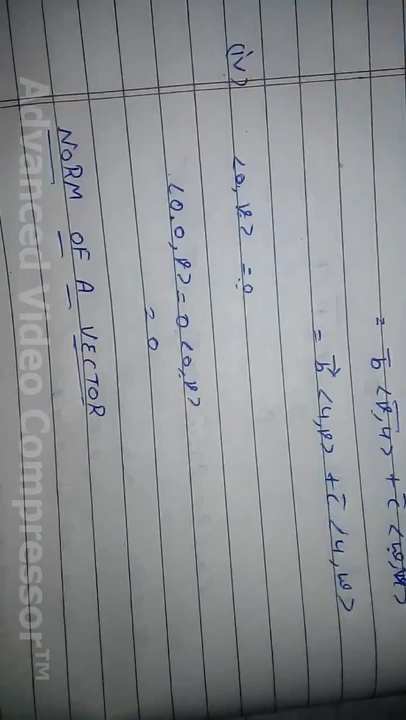 = b̄ <v, u> + c̄ <w, u>
= b̄ <u, v> + c̄ <u, w>
(iv) <0, v> = 0
<0.0, v> = 0 <0, v>
= 0
NORM OF A VECTOR
Advanced Video Compressor™